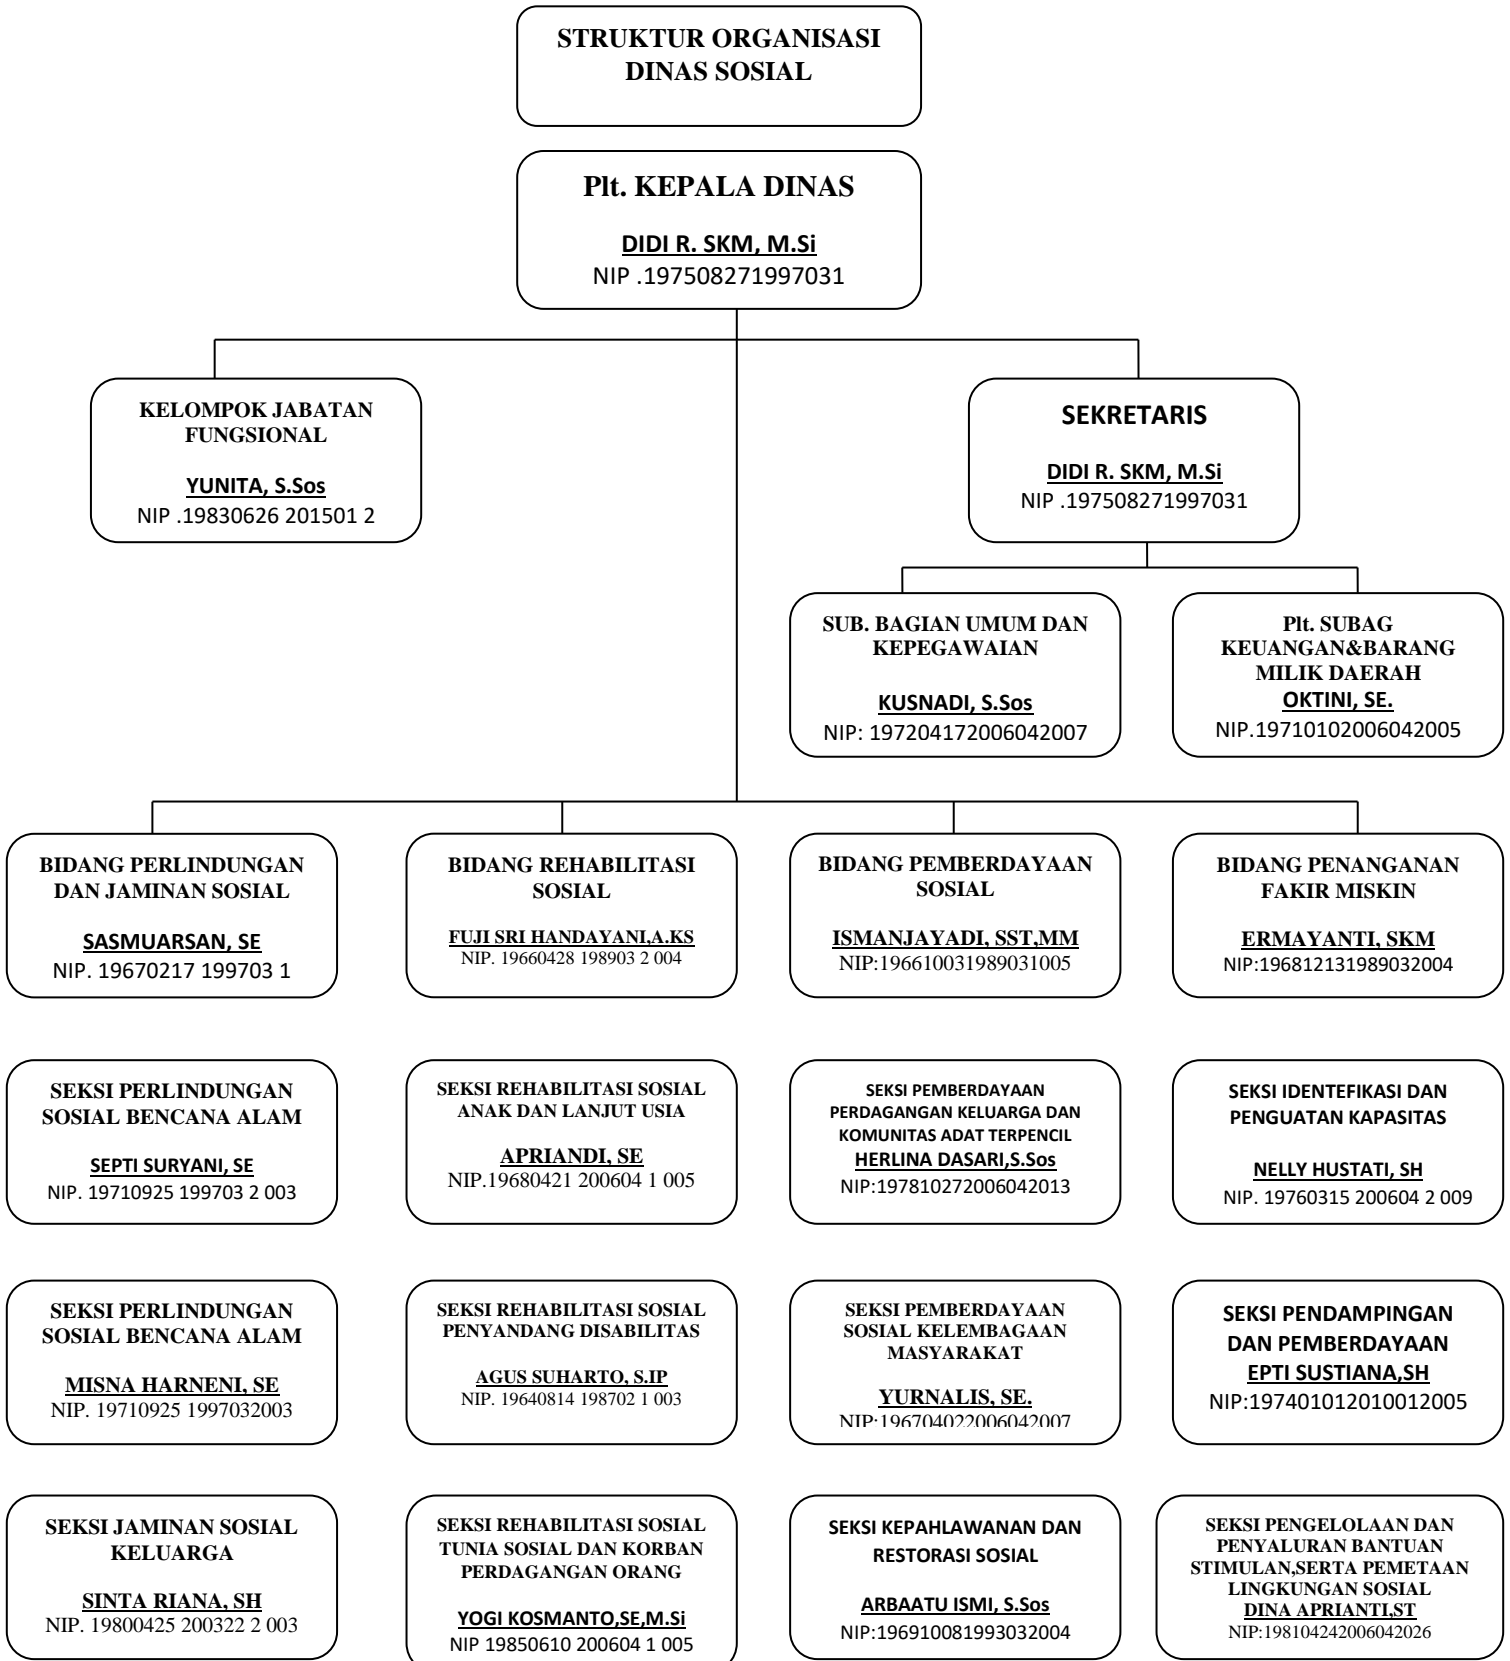 STRUKTUR ORGANISASI
DINAS SOSIAL
Plt. KEPALA DINAS
DIDI R. SKM, M.Si
NIP .197508271997031
KELOMPOK JABATAN
FUNGSIONAL
YUNITA, S.Sos
NIP .19830626 201501 2
SEKRETARIS
DIDI R. SKM, M.Si
NIP .197508271997031
SUB. BAGIAN UMUM DAN
KEPEGAWAIAN
KUSNADI, S.Sos
NIP: 197204172006042007
Plt. SUBAG
KEUANGAN&BARANG
MILIK DAERAH
OKTINI, SE.
NIP.19710102006042005
BIDANG PERLINDUNGAN
DAN JAMINAN SOSIAL
SASMUARSAN, SE
NIP. 19670217 199703 1
BIDANG REHABILITASI
SOSIAL
FUJI SRI HANDAYANI,A.KS
NIP. 19660428 198903 2 004
BIDANG PEMBERDAYAAN
SOSIAL
ISMANJAYADI, SST,MM
NIP:196610031989031005
BIDANG PENANGANAN
FAKIR MISKIN
ERMAYANTI, SKM
NIP:196812131989032004
SEKSI PERLINDUNGAN
SOSIAL BENCANA ALAM
SEPTI SURYANI, SE
NIP. 19710925 199703 2 003
SEKSI REHABILITASI SOSIAL
ANAK DAN LANJUT USIA
APRIANDI, SE
NIP.19680421 200604 1 005
SEKSI PEMBERDAYAAN
PERDAGANGAN KELUARGA DAN
KOMUNITAS ADAT TERPENCIL
HERLINA DASARI,S.Sos
NIP:197810272006042013
SEKSI IDENTEFIKASI DAN
PENGUATAN KAPASITAS
NELLY HUSTATI, SH
NIP. 19760315 200604 2 009
SEKSI PERLINDUNGAN
SOSIAL BENCANA ALAM
MISNA HARNENI, SE
NIP. 19710925 1997032003
SEKSI REHABILITASI SOSIAL
PENYANDANG DISABILITAS
AGUS SUHARTO, S.IP
NIP. 19640814 198702 1 003
SEKSI PEMBERDAYAAN
SOSIAL KELEMBAGAAN
MASYARAKAT
YURNALIS, SE.
NIP:196704022006042007
SEKSI PENDAMPINGAN
DAN PEMBERDAYAAN
EPTI SUSTIANA,SH
NIP:197401012010012005
SEKSI JAMINAN SOSIAL
KELUARGA
SINTA RIANA, SH
NIP. 19800425 200322 2 003
SEKSI REHABILITASI SOSIAL
TUNIA SOSIAL DAN KORBAN
PERDAGANGAN ORANG
YOGI KOSMANTO,SE,M.Si
NIP 19850610 200604 1 005
SEKSI KEPAHLAWANAN DAN
RESTORASI SOSIAL
ARBAATU ISMI, S.Sos
NIP:196910081993032004
SEKSI PENGELOLAAN DAN
PENYALURAN BANTUAN
STIMULAN,SERTA PEMETAAN
LINGKUNGAN SOSIAL
DINA APRIANTI,ST
NIP:198104242006042026